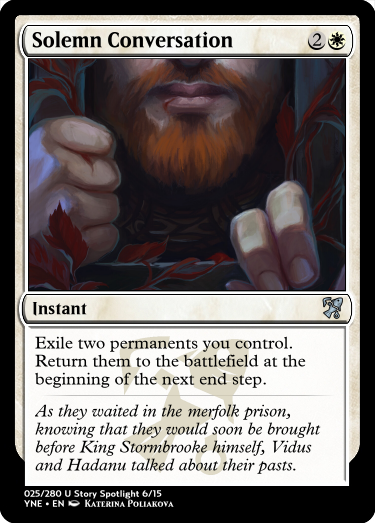 Solemn Conversation 2
Instant
Exile two permanents you control.
Return them to the battlefield at the
beginning of the next end step.
As they waited in the merfolk prison,
knowing that they would soon be brought
before King Stormbrooke himself, Vidus
and Hadanu talked about their pasts.
025/280 U Story Spotlight 6/15
YNE • EN Katerina Poliakova